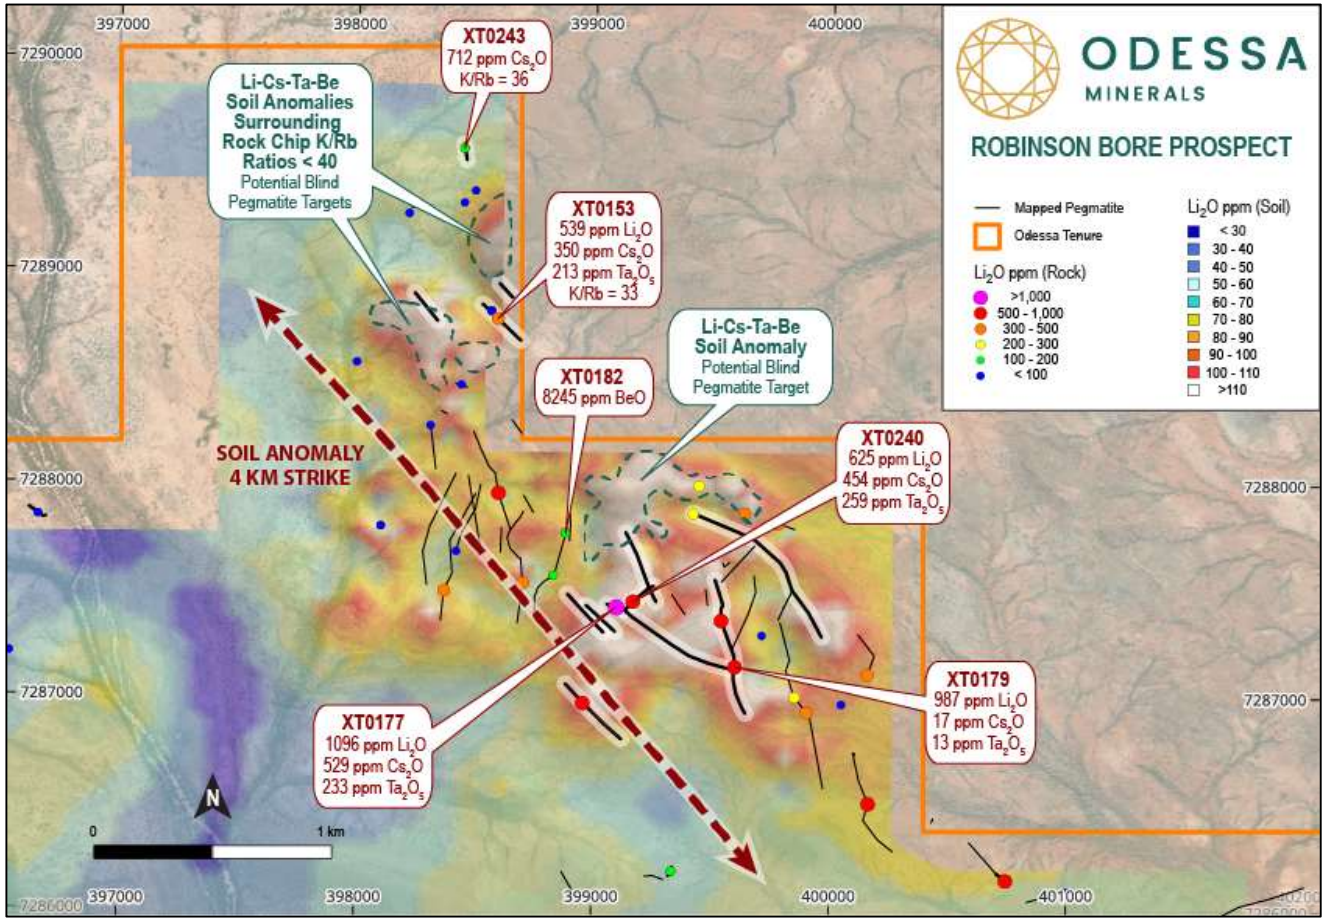 397000
398000
399000
400000
7290000
7289000
7288000
7287000
7286000
7288000
7287000
XT0243
712 ppm Cs₂O
K/Rb = 36
Li-Cs-Ta-Be
Soil Anomalies
Surrounding
Rock Chip K/Rb
Ratios < 40
Potential Blind
Pegmatite Targets
XT0153
539 ppm Li₂O
350 ppm Cs₂O
213 ppm Ta₂O₅
K/Rb = 33
Li-Cs-Ta-Be
Soil Anomaly
Potential Blind
Pegmatite Target
XT0182
8245 ppm BeO
SOIL ANOMALY
4 KM STRIKE
XT0240
625 ppm Li₂O
454 ppm Cs₂O
259 ppm Ta₂O₅
XT0179
987 ppm Li₂O
17 ppm Cs₂O
13 ppm Ta₂O₅
XT0177
1096 ppm Li₂O
529 ppm Cs₂O
233 ppm Ta₂O₅
N
0 1 km
397000
398000
399000
400000
401000
ODESSA
MINERALS
ROBINSON BORE PROSPECT
Mapped Pegmatite
Odessa Tenure
Li₂O ppm (Rock)
>1,000
500 - 1,000
300 - 500
200 - 300
100 - 200
< 100
Li₂O ppm (Soil)
< 30
30 - 40
40 - 50
50 - 60
60 - 70
70 - 80
80 - 90
90 - 100
100 - 110
>110